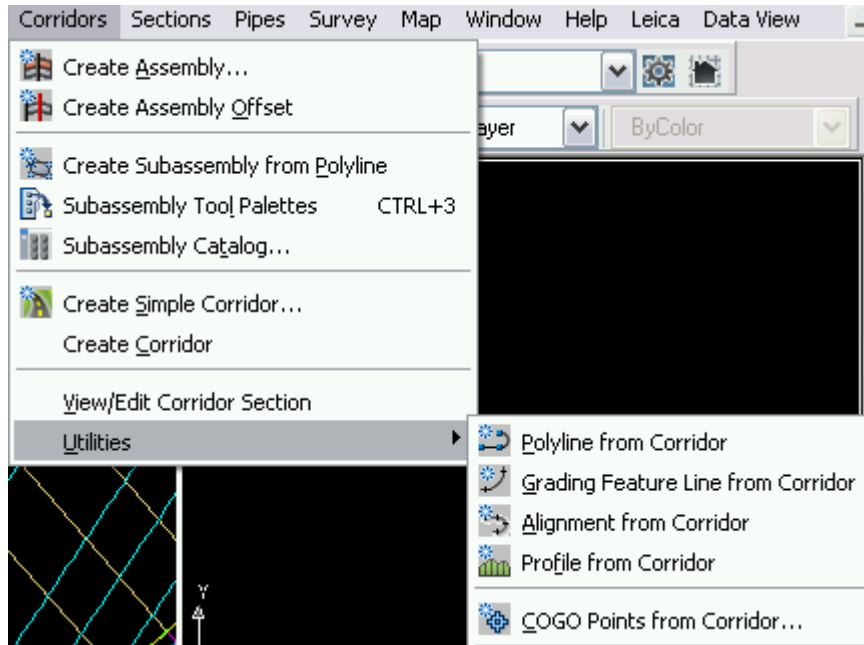 Corridors Sections Pipes Survey Map Window Help Leica Data View
Create Assembly...
Create Assembly Offset
ayer ByColor
Create Subassembly from Polyline
Subassembly Tool Palettes CTRL+3
Subassembly Catalog...
Create Simple Corridor...
Create Corridor
View/Edit Corridor Section
Utilities
Polyline from Corridor
Grading Feature Line from Corridor
Alignment from Corridor
Profile from Corridor
COGO Points from Corridor...
Y